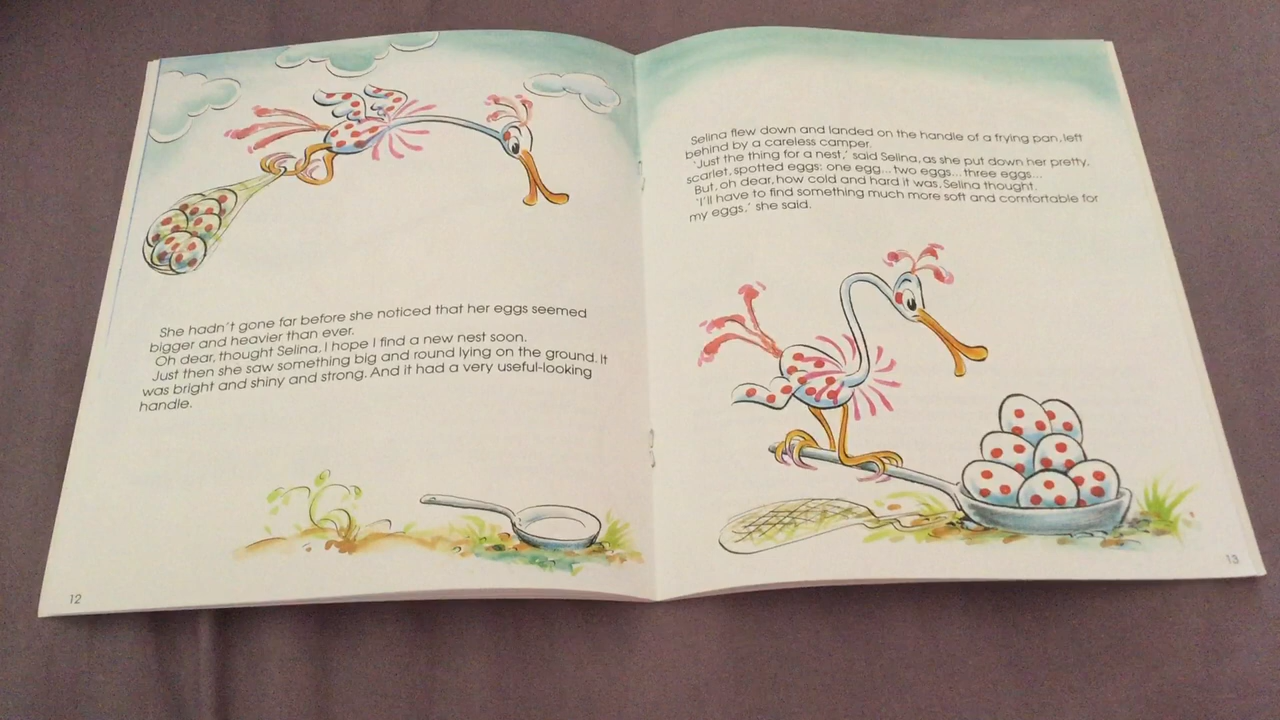 She hadn't gone far before she noticed that her eggs seemed
bigger and heavier than ever.
Oh dear, thought Selina, I hope I find a new nest soon.
Just then she saw something big and round lying on the ground. It
was bright and shiny and strong. And it had a very useful-looking
handle.
12
Selina flew down and landed on the handle of a frying pan, left
behind by a careless camper.
'Just the thing for a nest,' said Selina, as she put down her pretty,
scarlet, spotted eggs: one egg... two eggs... three eggs...
But, oh dear, how cold and hard it was, Selina thought.
'I'll have to find something much more soft and comfortable for
my eggs,' she said.
13